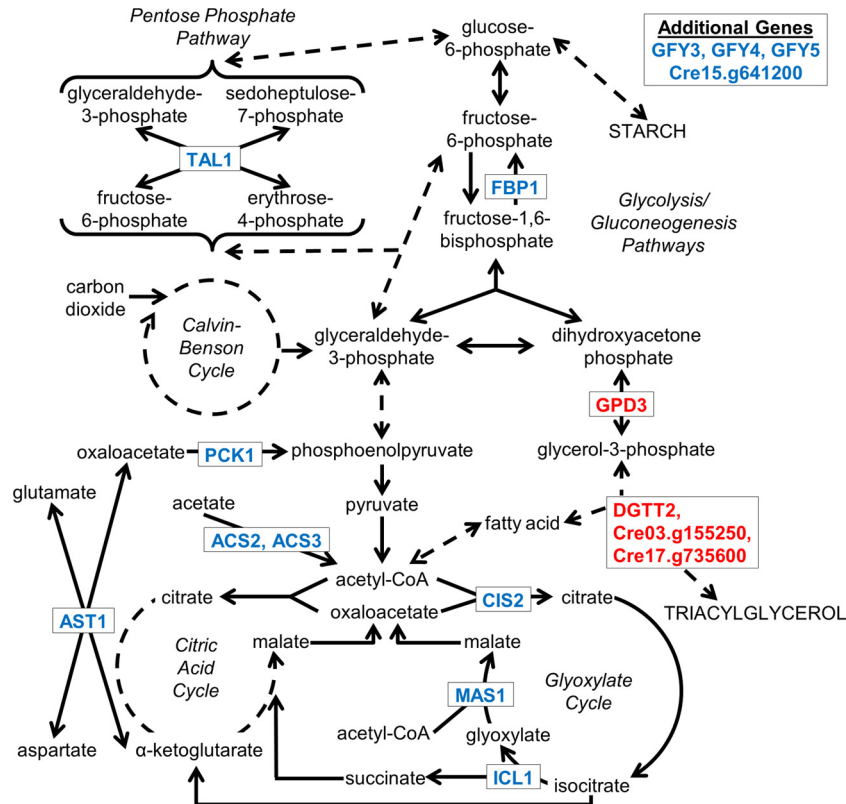 Pentose Phosphate
Pathway
glucose-
6-phosphate
Additional Genes
GFY3, GFY4, GFY5
Cre15.g641200
glyceraldehyde-
3-phosphate
sedoheptulose-
7-phosphate
TAL1
fructose-
6-phosphate
erythrose-
4-phosphate
fructose-
6-phosphate
STARCH
FBP1
fructose-1,6-
bisphosphate
Glycolysis/
Gluconeogenesis
Pathways
carbon
dioxide
Calvin-
Benson
Cycle
glyceraldehyde-
3-phosphate
dihydroxyacetone
phosphate
GPD3
oxaloacetate
PCK1
phosphoenolpyruvate
glycerol-3-phosphate
glutamate
acetate
pyruvate
ACS2, ACS3
fatty acid
DGTT2,
Cre03.g155250,
Cre17.g735600
acetyl-CoA
citrate
oxaloacetate
CIS2
citrate
TRIACYLGLYCEROL
AST1
Citric
Acid
Cycle
malate
malate
MAS1
Glyoxylate
Cycle
acetyl-CoA
glyoxylate
aspartate
α-ketoglutarate
succinate
ICL1
isocitrate